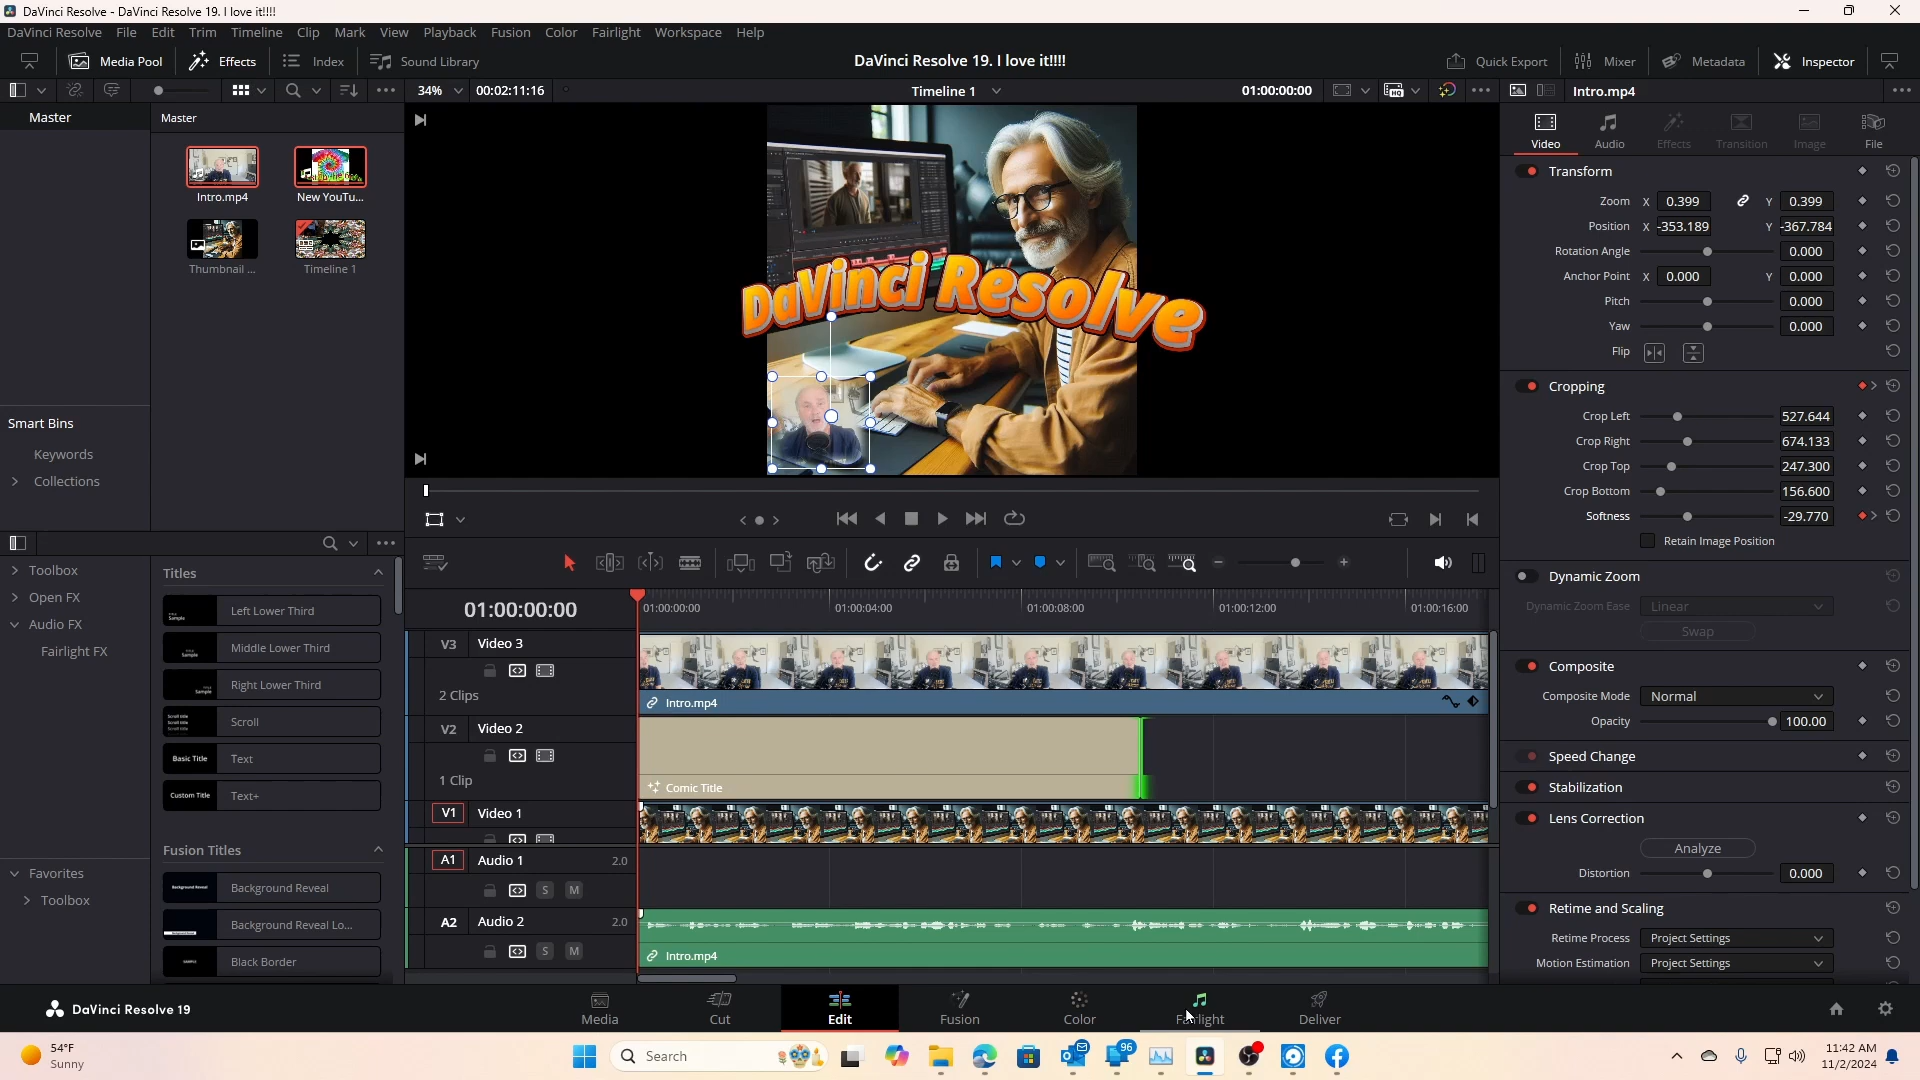 DaVinci Resolve - DaVinci Resolve 19. I love it!!!!
DaVinci Resolve File Edit Trim Timeline Clip Mark View Playback Fusion Color Fairlight Workspace Help
Media Pool Effects Index Sound Library DaVinci Resolve 19. I love it!!!! Quick Export Mixer Metadata Inspector
34% 00:02:11:16 Timeline 1 01:00:00:00 Intro.mp4
Master Master
Intro.mp4 New YouTu...
Thumbnail ... Timeline 1
Smart Bins
Keywords
Collections
DaVinci Resolve
Video Audio Effects Transition Image File
Transform
Zoom X 0.399 Y 0.399
Position X -353.189 Y -367.784
Rotation Angle 0.000
Anchor Point X 0.000 Y 0.000
Pitch 0.000
Yaw 0.000
Flip
Cropping
Crop Left 527.644
Crop Right 674.133
Crop Top 247.300
Crop Bottom 156.600
Softness -29.770
Retain Image Position
Dynamic Zoom
Dynamic Zoom Ease Linear
Swap
Composite
Composite Mode Normal
Opacity 100.00
Speed Change
Stabilization
Lens Correction
Analyze
Distortion 0.000
Retime and Scaling
Retime Process Project Settings
Motion Estimation Project Settings
Toolbox
Open FX
Audio FX
Fairlight FX
Favorites
Toolbox
Titles
Left Lower Third
Middle Lower Third
Right Lower Third
Scroll
Basic Title Text
Custom Title Text+
Fusion Titles
Background Reveal Background Reveal
Background Reveal Lo...
Black Border
01:00:00:00 01:00:00:00 01:00:04:00 01:00:08:00 01:00:12:00 01:00:16:00
V3 Video 3
2 Clips
Intro.mp4
V2 Video 2
1 Clip
Comic Title
V1 Video 1
A1 Audio 1 2.0
S M
A2 Audio 2 2.0
S M
Intro.mp4
DaVinci Resolve 19 Media Cut Edit Fusion Color Fairlight Deliver
54°F
Sunny
Search
96
11:42 AM
11/2/2024